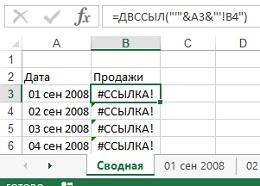 =ДВССЫЛ("'"&A3&"'!B4")
A B C
1
2 Дата Продажи
3 01 сен 2008 #ССЫЛКА!
4 02 сен 2008 #ССЫЛКА!
5 03 сен 2008 #ССЫЛКА!
6 04 сен 2008 #ССЫЛКА!
Сводная 01 сен 2008 02
ГОТОВО